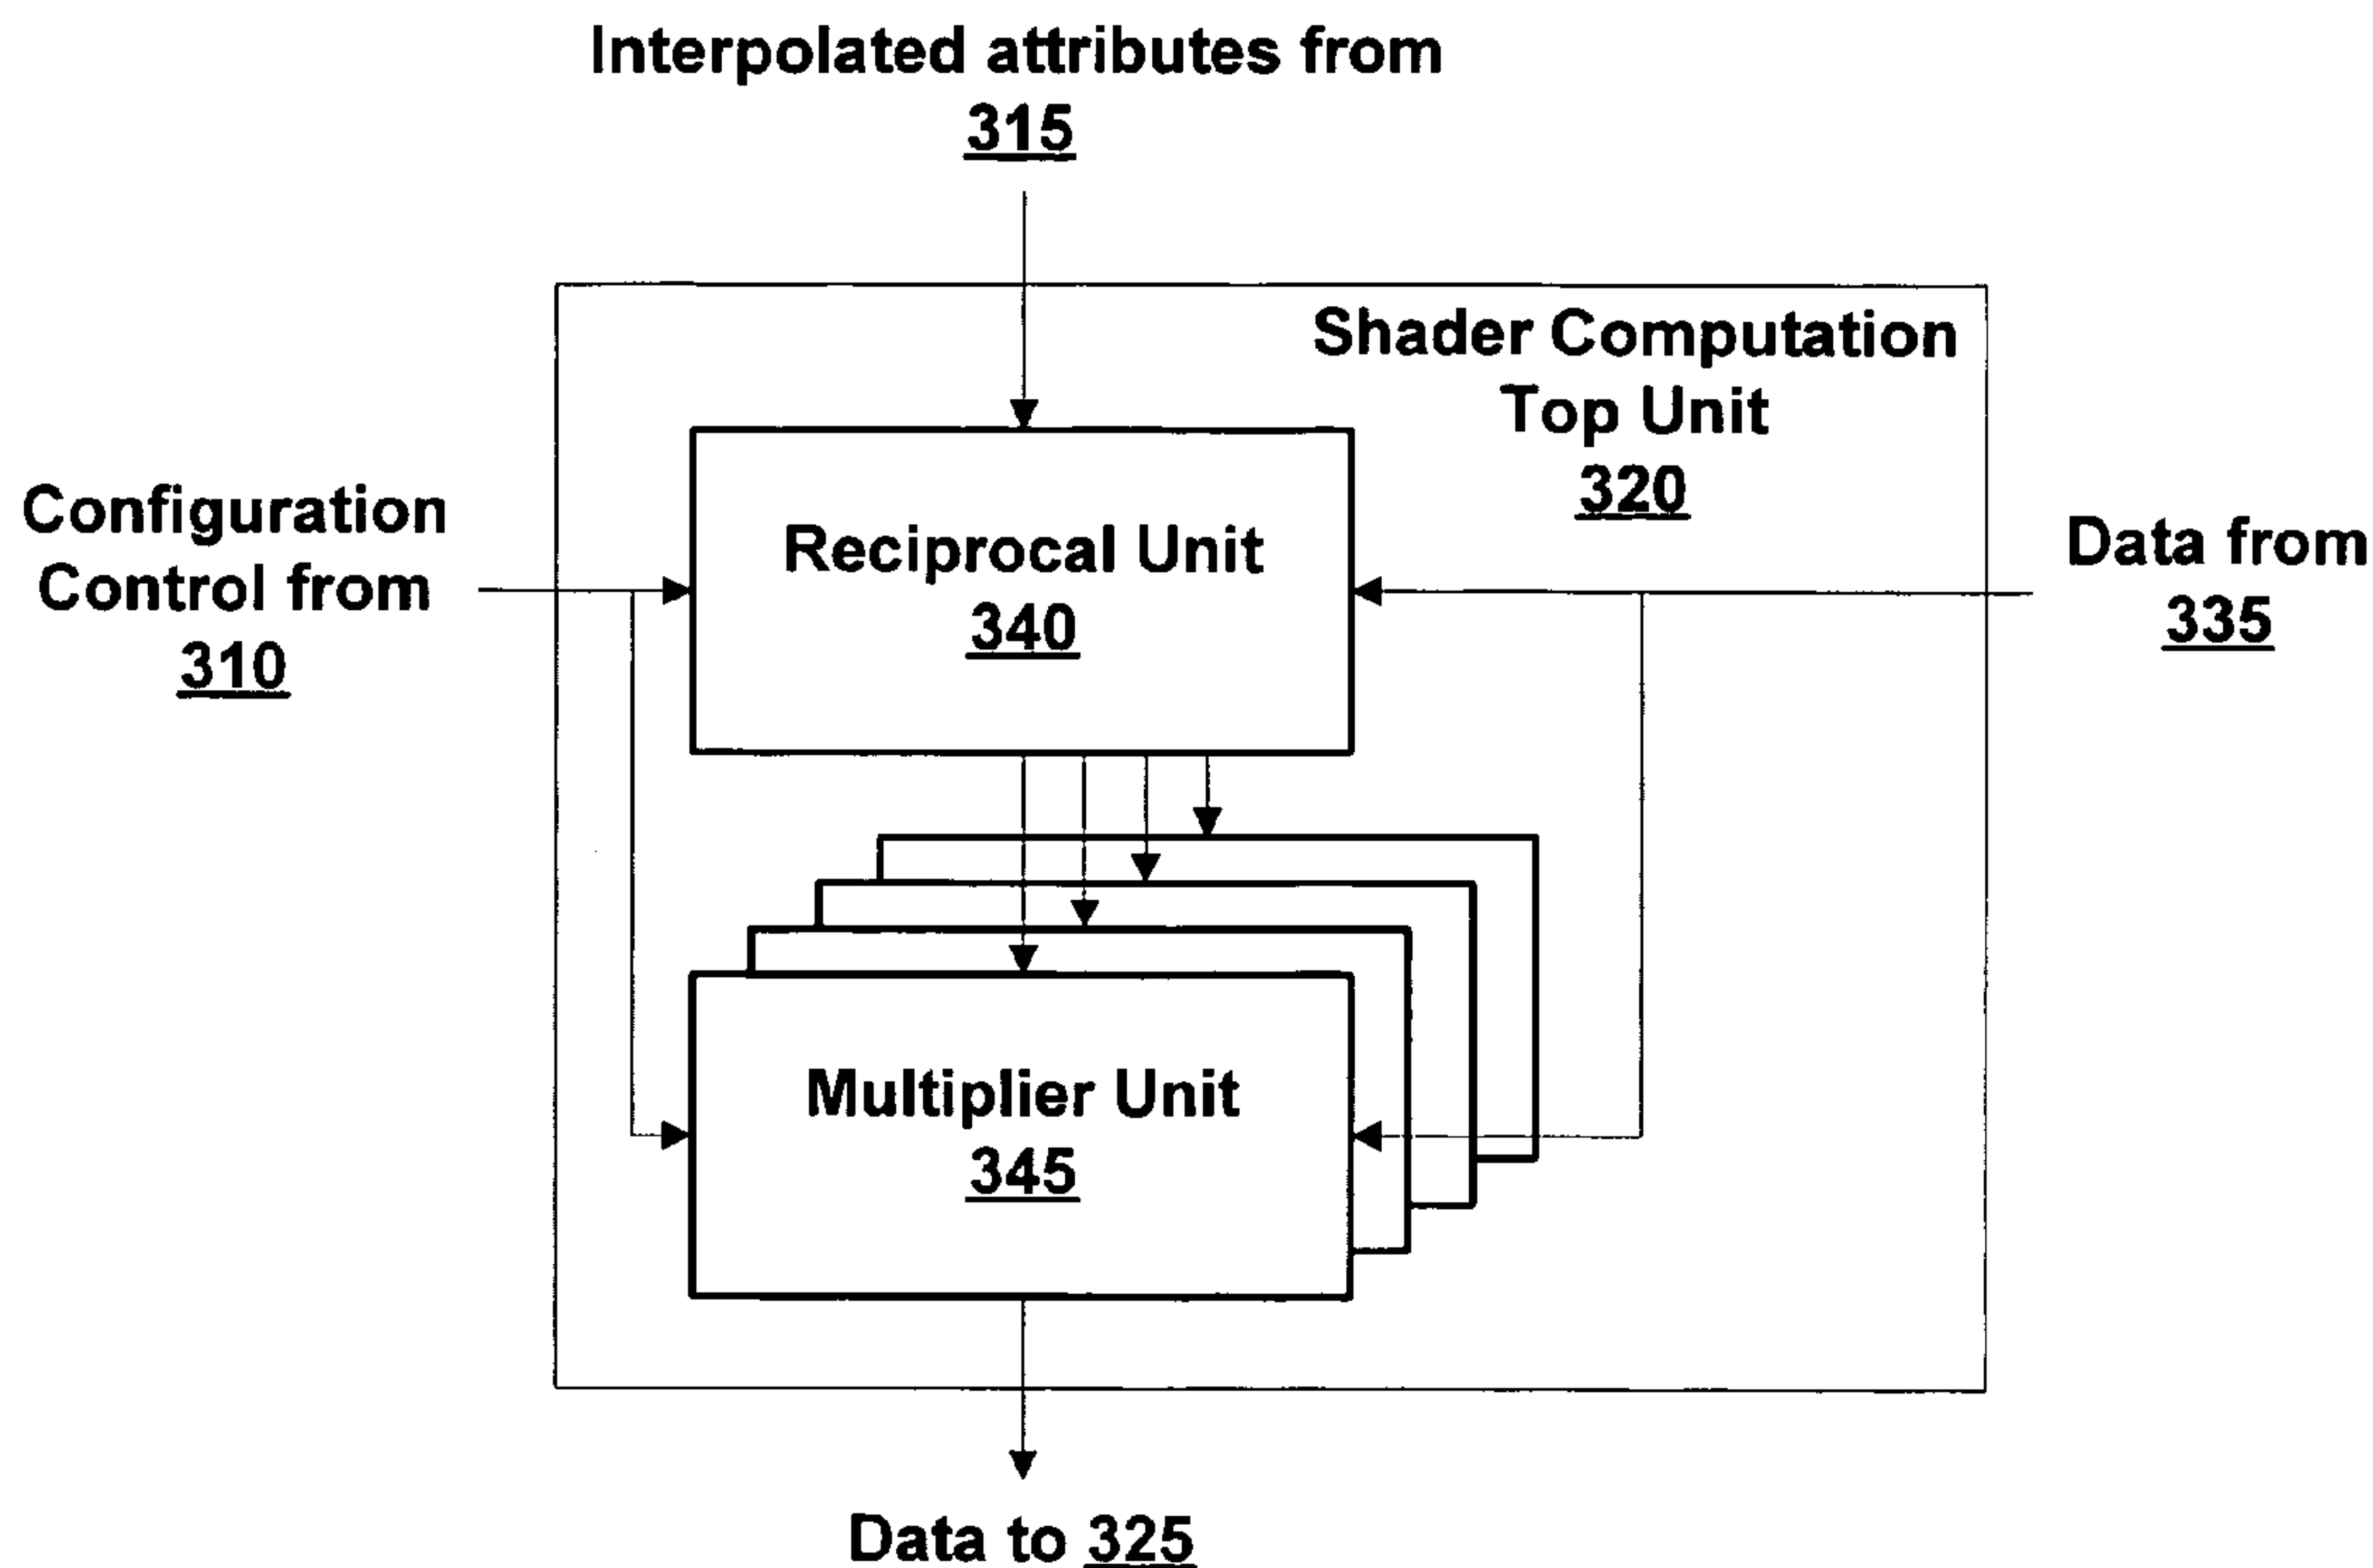 Interpolated attributes from
315
Shader Computation
Top Unit
320
Configuration
Control from
310
Reciprocal Unit
340
Data from
335
Multiplier Unit
345
Data to 325